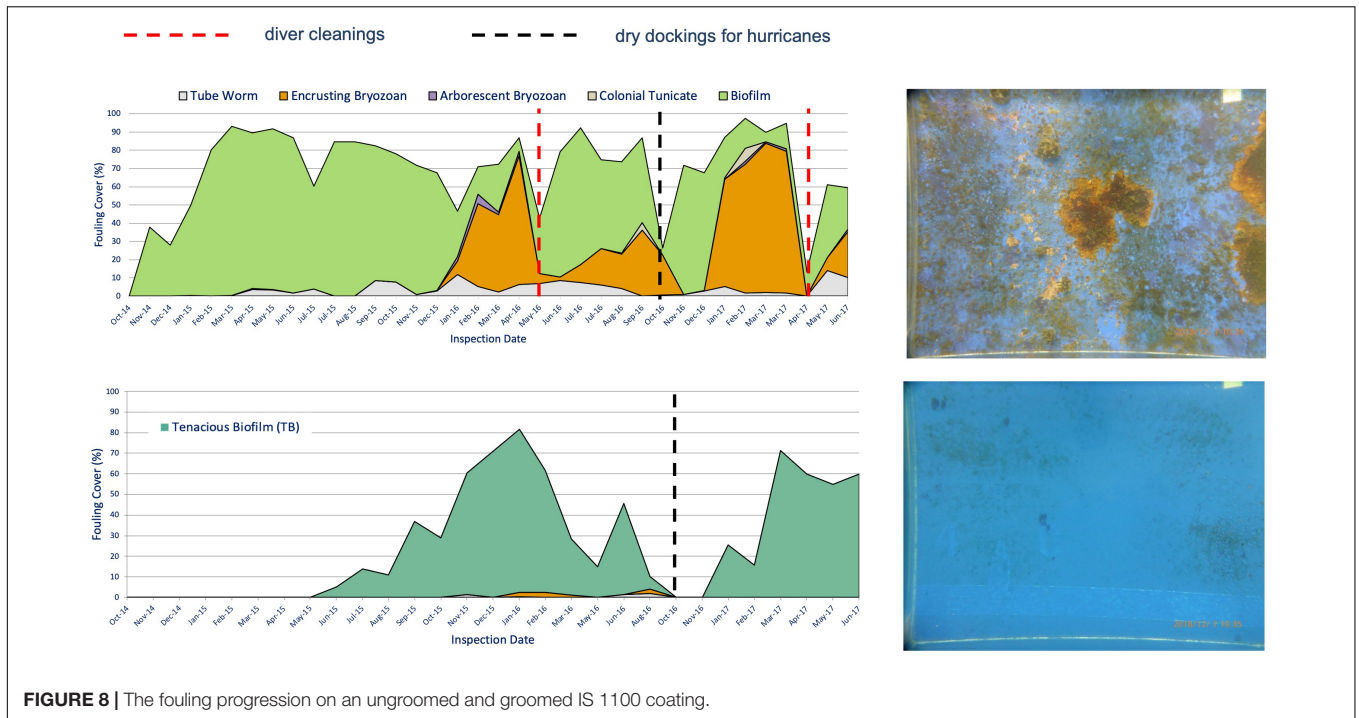 diver cleanings
dry dockings for hurricanes
Tube Worm Encrusting Bryozoan Arborescent Bryozoan Colonial Tunicate Biofilm
Fouling Cover (%)
100
90
80
70
60
50
40
30
20
10
0
Oct-14 Nov-14 Dec-14 Jan-15 Feb-15 Mar-15 Apr-15 May-15 Jun-15 Jul-15 Jul-15 Aug-15 Sep-15 Oct-15 Nov-15 Dec-15 Jan-16 Feb-16 Mar-16 Apr-16 May-16 Jun-16 Jul-16 Jul-16 Aug-16 Sep-16 Oct-16 Nov-16 Dec-16 Jan-17 Feb-17 Mar-17 Mar-17 Apr-17 May-17 Jun-17
Inspection Date
Tenacious Biofilm (TB)
Fouling Cover (%)
100
90
80
70
60
50
40
30
20
10
0
Oct-14 Nov-14 Dec-14 Jan-15 Feb-15 Mar-15 Apr-15 May-15 Jun-15 Jul-15 Aug-15 Sep-15 Oct-15 Nov-15 Dec-15 Jan-16 Feb-16 Mar-16 May-16 Jun-16 Aug-16 Oct-16 Nov-16 Jan-17 Feb-17 Mar-17 Apr-17 May-17 Jun-17
Inspection Date
FIGURE 8 | The fouling progression on an ungroomed and groomed IS 1100 coating.